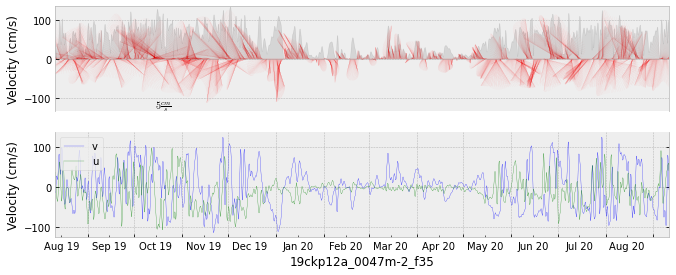 Velocity (cm/s)
100
0
−100
5 cm/s
Velocity (cm/s)
100
0
−100
v
u
Aug 19 Sep 19 Oct 19 Nov 19 Dec 19 Jan 20 Feb 20 Mar 20 Apr 20 May 20 Jun 20 Jul 20 Aug 20
19ckp12a_0047m-2_f35